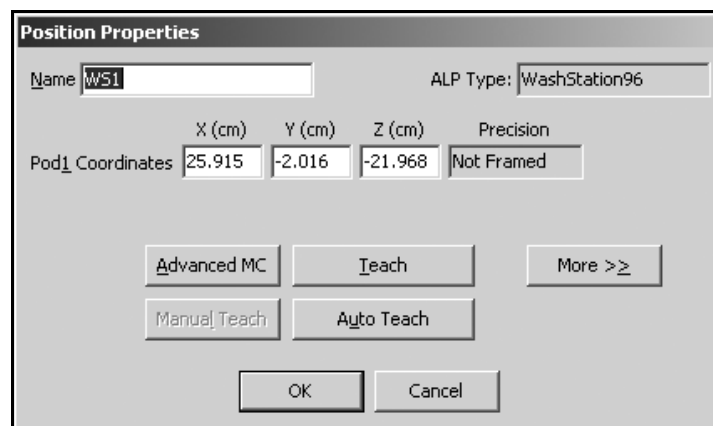 Position Properties
Name WS1 ALP Type: WashStation96
X (cm) Y (cm) Z (cm) Precision
Pod1 Coordinates 25.915 -2.016 -21.968 Not Framed
Advanced MC Teach More >>
Manual Teach Auto Teach
OK Cancel